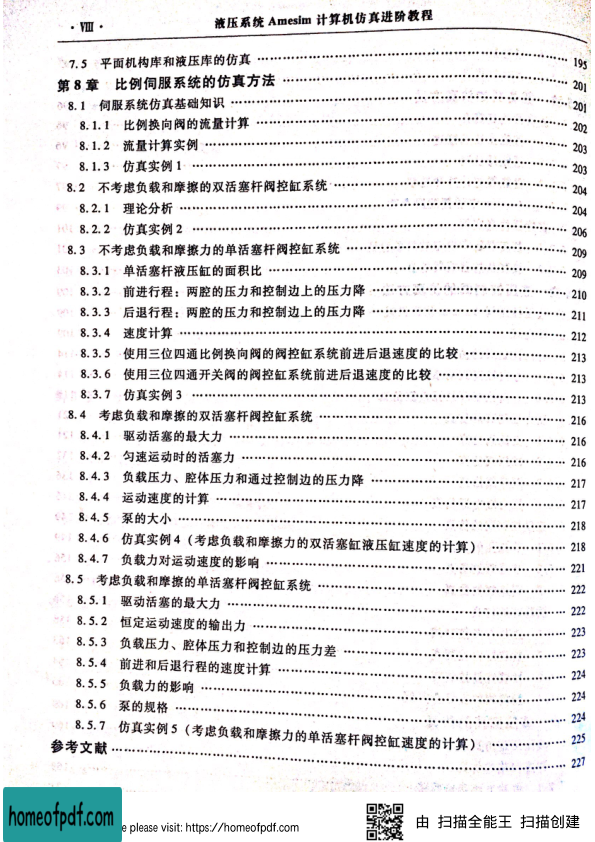 · Ⅷ · 液压系统 Amesim 计算机仿真进阶教程
7.5 平面机构库和液压库的仿真 …… 195
第8章 比例伺服系统的仿真方法 …… 201
8.1 伺服系统仿真基础知识 …… 201
8.1.1 比例换向阀的流量计算 …… 202
8.1.2 流量计算实例 …… 203
8.1.3 仿真实例1 …… 203
8.2 不考虑负载和摩擦的双活塞杆阀控缸系统 …… 204
8.2.1 理论分析 …… 204
8.2.2 仿真实例2 …… 206
8.3 不考虑负载和摩擦力的单活塞杆阀控缸系统 …… 209
8.3.1 单活塞杆液压缸的面积比 …… 209
8.3.2 前进行程：两腔的压力和控制边上的压力降 …… 210
8.3.3 后退行程：两腔的压力和控制边上的压力降 …… 211
8.3.4 速度计算 …… 212
8.3.5 使用三位四通比例换向阀的阀控缸系统前进后退速度的比较 …… 213
8.3.6 使用三位四通开关阀的阀控缸系统前进后退速度的比较 …… 213
8.3.7 仿真实例3 …… 213
8.4 考虑负载和摩擦的双活塞杆阀控缸系统 …… 216
8.4.1 驱动活塞的最大力 …… 216
8.4.2 匀速运动时的活塞力 …… 216
8.4.3 负载压力、腔体压力和通过控制边的压力降 …… 217
8.4.4 运动速度的计算 …… 217
8.4.5 泵的大小 …… 218
8.4.6 仿真实例4（考虑负载和摩擦力的双活塞缸液压缸速度的计算） …… 218
8.4.7 负载力对运动速度的影响 …… 221
8.5 考虑负载和摩擦的单活塞杆阀控缸系统 …… 222
8.5.1 驱动活塞的最大力 …… 222
8.5.2 恒定运动速度的输出力 …… 223
8.5.3 负载压力、腔体压力和控制边的压力差 …… 223
8.5.4 前进和后退行程的速度计算 …… 224
8.5.5 负载力的影响 …… 224
8.5.6 泵的规格 …… 224
8.5.7 仿真实例5（考虑负载和摩擦力的单活塞杆阀控缸速度的计算） …… 225
参考文献 …… 227
homeofpdf.com
e please visit: https://homeofpdf.com
由 扫描全能王 扫描创建